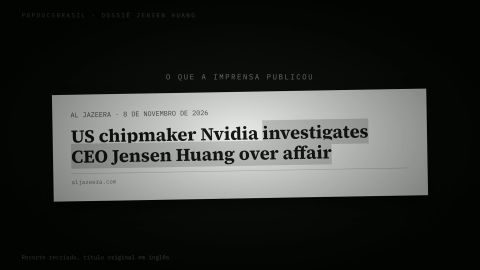 POPDOCSBRASIL · DOSSIÊ JENSEN HUANG
O QUE A IMPRENSA PUBLICOU
AL JAZEERA · 8 DE NOVEMBRO DE 2026
US chipmaker Nvidia investigates
CEO Jensen Huang over affair
aljazeera.com
Recorte recriado, título original em inglês